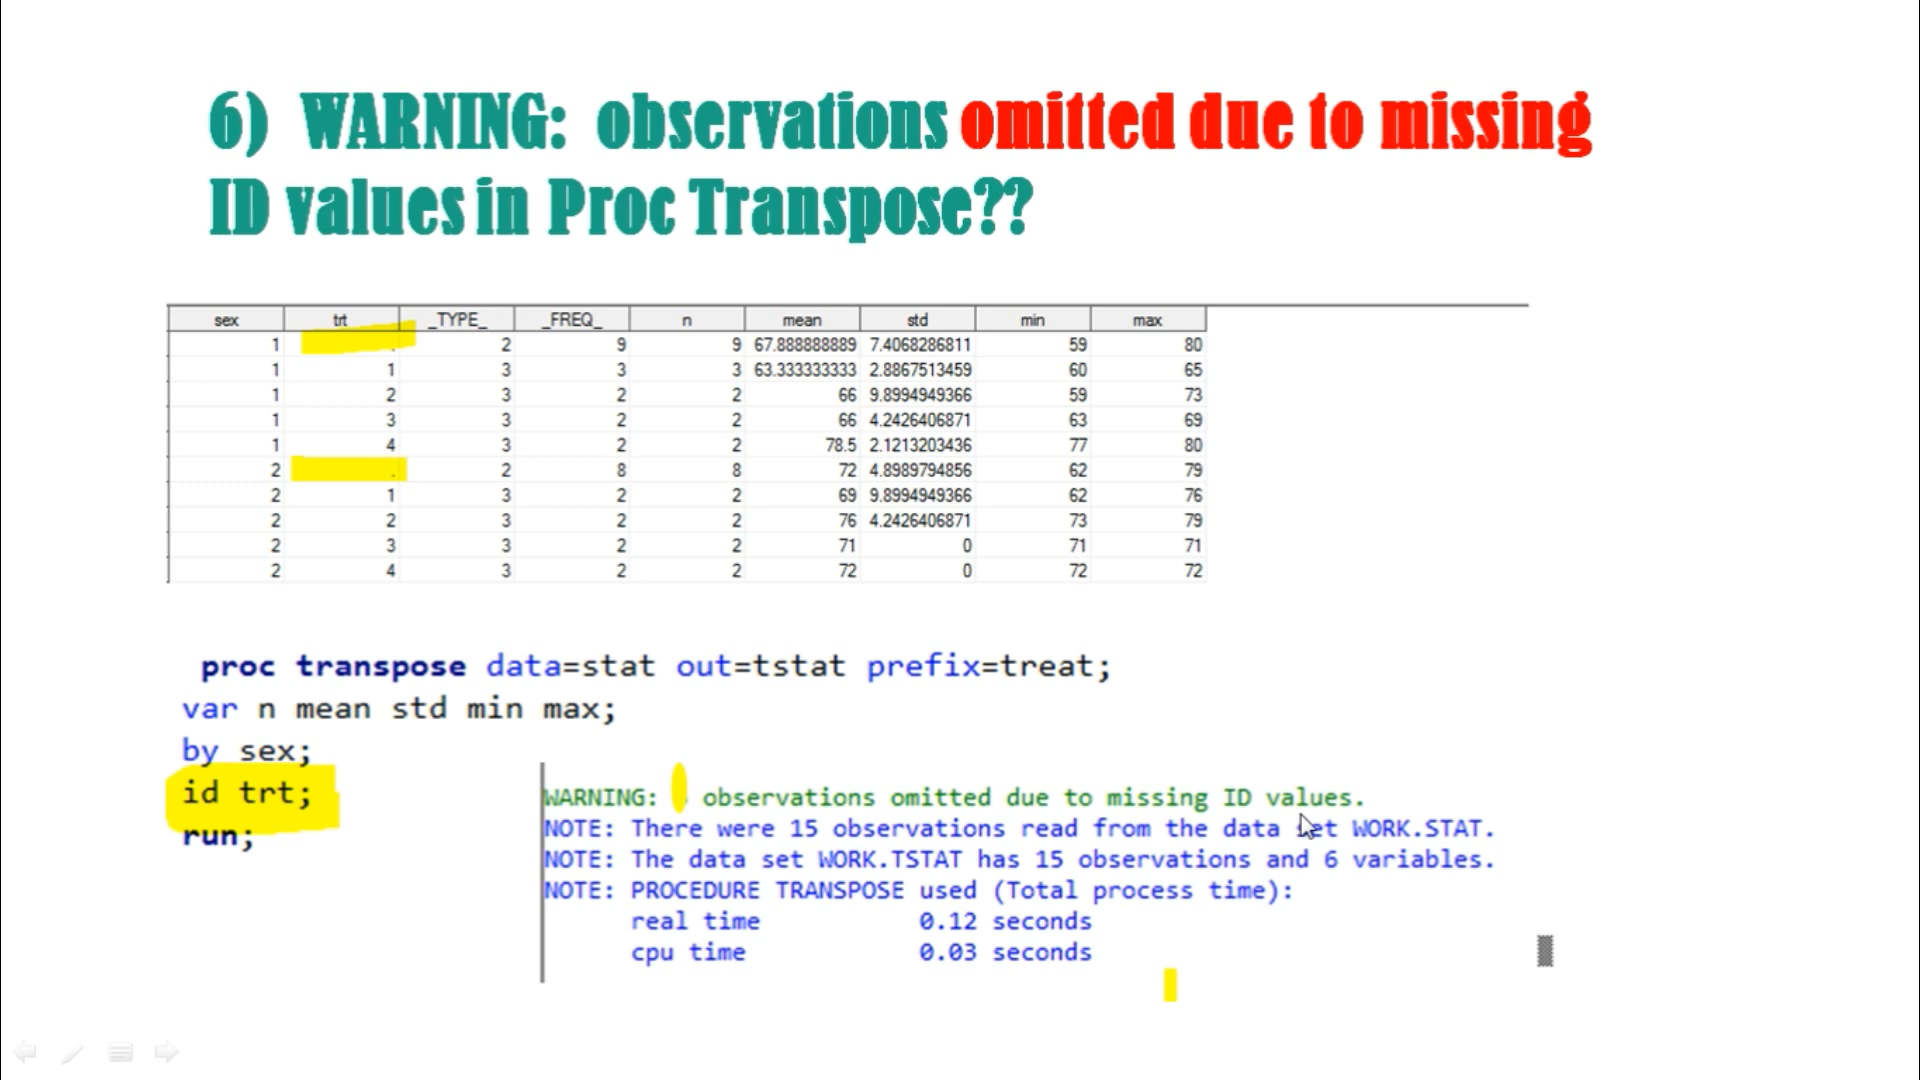 6) WARNING: observations omitted due to missing
ID values in Proc Transpose??
sex trt _TYPE_ _FREQ_ n mean std min max
1 . 2 9 9 67.888888889 7.4068286811 59 80
1 1 3 3 3 63.333333333 2.8867513459 60 65
1 2 3 2 2 66 9.8994949366 59 73
1 3 3 2 2 66 4.2426406871 63 69
1 4 3 2 2 78.5 2.1213203436 77 80
2 . 2 8 8 72 4.8989794856 62 79
2 1 3 2 2 69 9.8994949366 62 76
2 2 3 2 2 76 4.2426406871 73 79
2 3 3 2 2 71 0 71 71
2 4 3 2 2 72 0 72 72
proc transpose data=stat out=tstat prefix=treat;
var n mean std min max;
by sex;
id trt;
run;
WARNING: observations omitted due to missing ID values.
NOTE: There were 15 observations read from the data set WORK.STAT.
NOTE: The data set WORK.TSTAT has 15 observations and 6 variables.
NOTE: PROCEDURE TRANSPOSE used (Total process time):
real time 0.12 seconds
cpu time 0.03 seconds